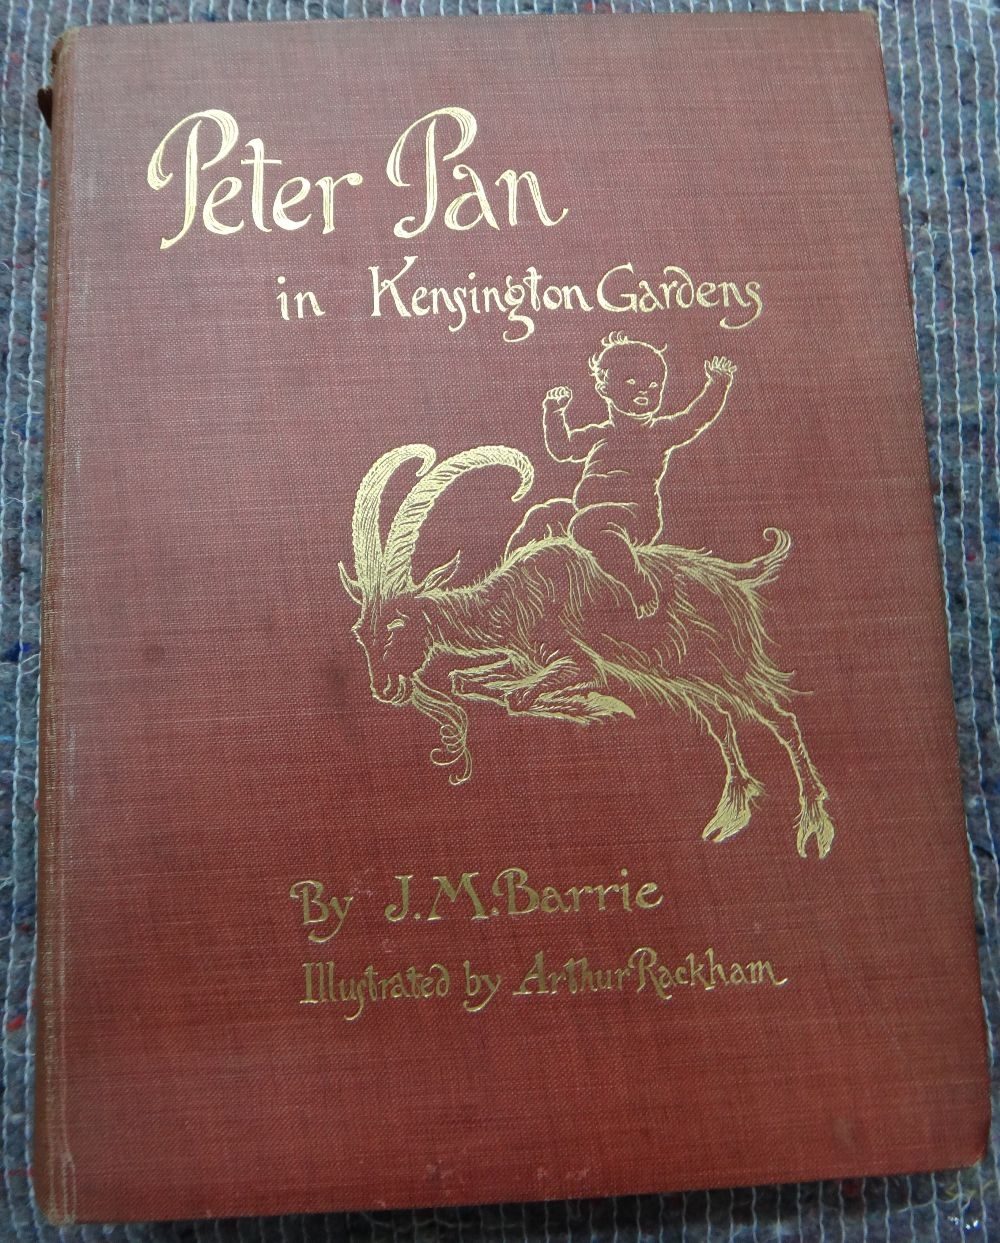 Peter Pan
in Kensington Gardens
By J. M. Barrie
Illustrated by Arthur Rackham